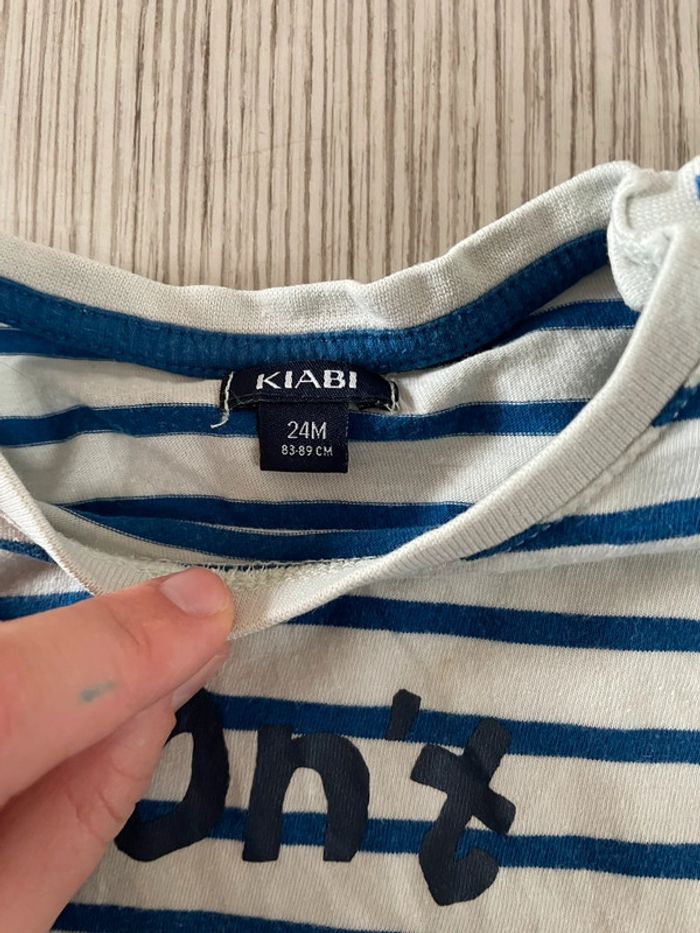 KIABI
24M
83-89 CM
on't